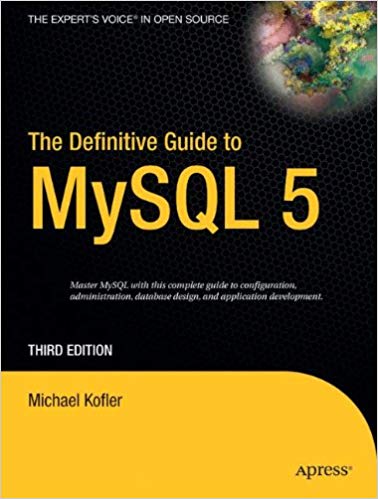 THE EXPERT'S VOICE® IN OPEN SOURCE
The Definitive Guide to
MySQL 5
Master MySQL with this complete guide to configuration,
administration, database design, and application development.
THIRD EDITION
Michael Kofler
Apress®